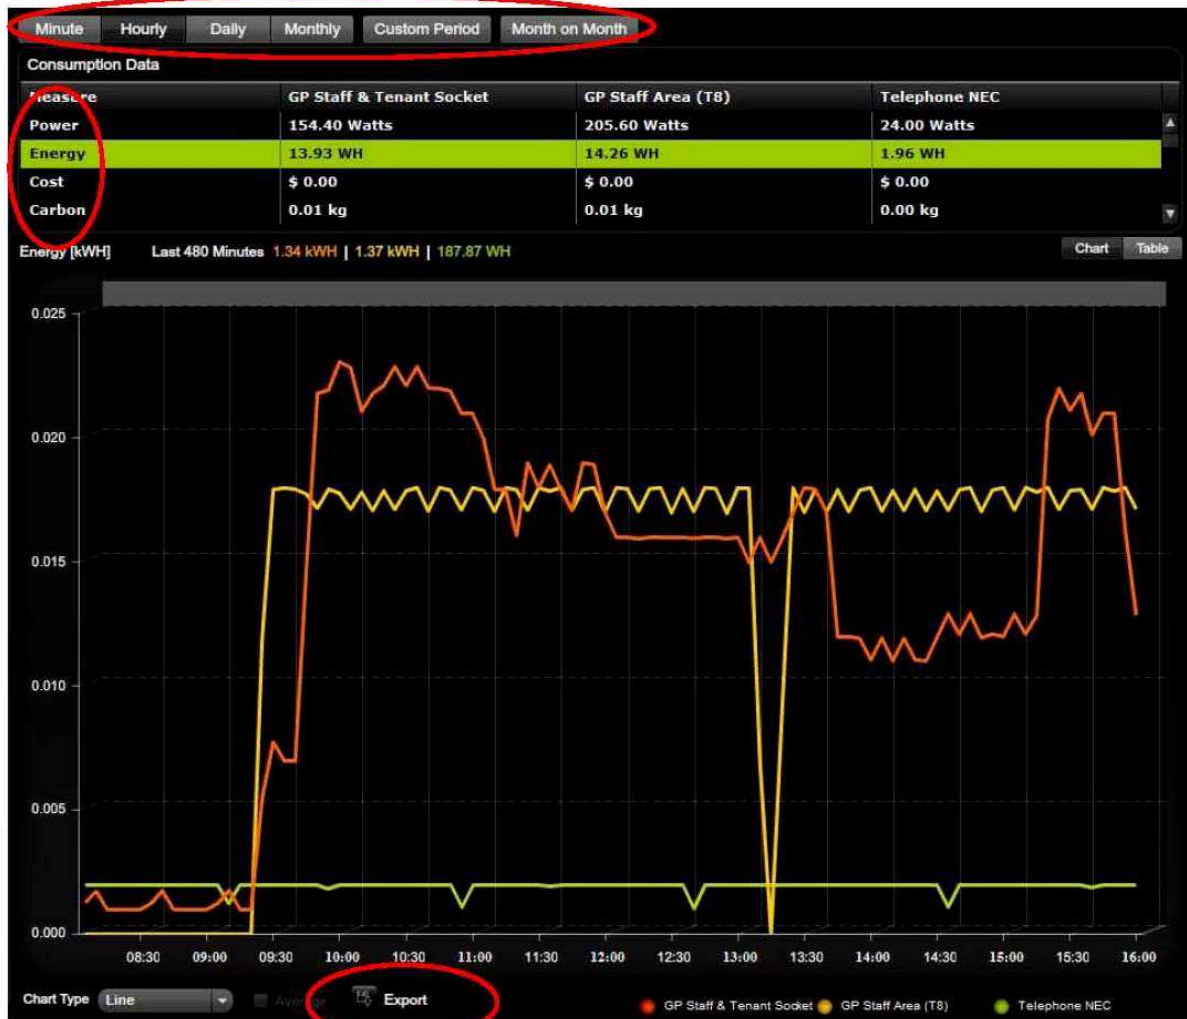 Minute Hourly Daily Monthly Custom Period Month on Month
Consumption Data
Measure GP Staff & Tenant Socket GP Staff Area (T8) Telephone NEC
Power 154.40 Watts 205.60 Watts 24.00 Watts
Energy 13.93 WH 14.26 WH 1.96 WH
Cost $ 0.00 $ 0.00 $ 0.00
Carbon 0.01 kg 0.01 kg 0.00 kg
Energy [kWH] Last 480 Minutes 1.34 kWH | 1.37 kWH | 187.87 WH Chart Table
0.025
0.020
0.015
0.010
0.005
0.000
08:30 09:00 09:30 10:00 10:30 11:00 11:30 12:00 12:30 13:00 13:30 14:00 14:30 15:00 15:30 16:00
Chart Type Line Average Export GP Staff & Tenant Socket GP Staff Area (T8) Telephone NEC